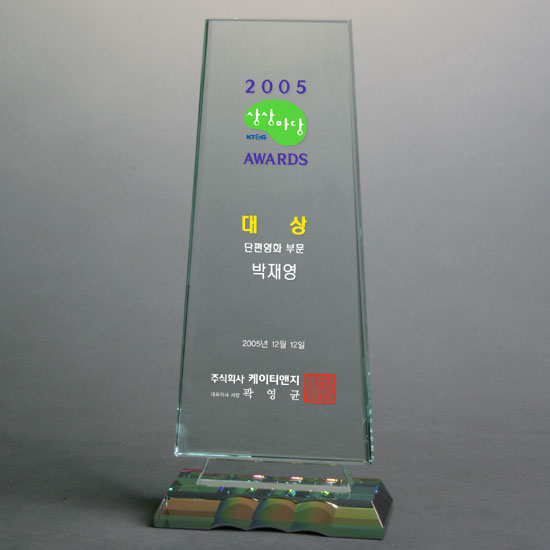 2005
상상마당
KT&G
AWARDS
대 상
단편영화 부문
박재영
2005년 12월 12일
주식회사 케이티앤지
대표이사 사장 곽 영 균